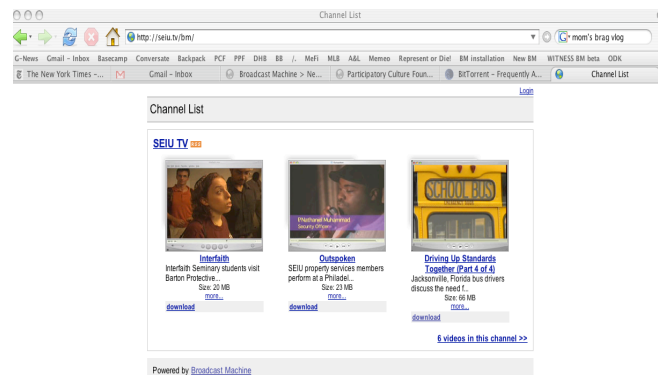 Channel List
http://seiu.tv/bm/
mom's brag vlog
G-News Gmail - Inbox Basecamp Conversate Backpack PCF PPF DHB BB /. MeFi MLB A&L Memeo Represent or Die! BM installation New BM WITNESS BM beta ODK
The New York Times -... Gmail - Inbox Broadcast Machine > Ne... Participatory Culture Foun... BitTorrent - Frequently A... Channel List
Login
Channel List
SEIU TV RSS
P.Nathaniel Muhammad
Security Officer
SCHOOL BUS
Interfaith
Interfaith Seminary students visit
Barton Protective...
Size: 20 MB
more...
download
Outspoken
SEIU property services members
perform at a Philadel...
Size: 23 MB
more...
download
Driving Up Standards
Together (Part 4 of 4)
Jacksonville, Florida bus drivers
discuss the need f...
Size: 66 MB
more...
download
6 videos in this channel >>
Powered by Broadcast Machine